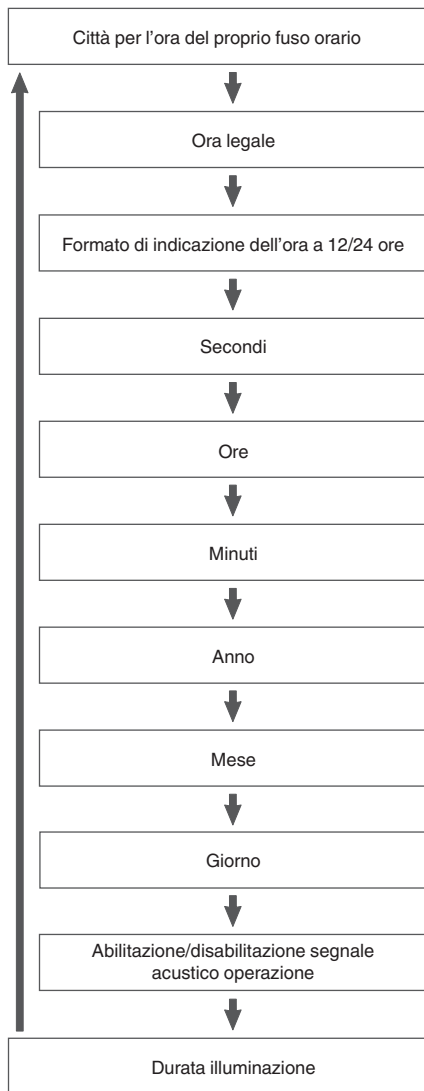 Città per l'ora del proprio fuso orario
Ora legale
Formato di indicazione dell'ora a 12/24 ore
Secondi
Ore
Minuti
Anno
Mese
Giorno
Abilitazione/disabilitazione segnale
acustico operazione
Durata illuminazione